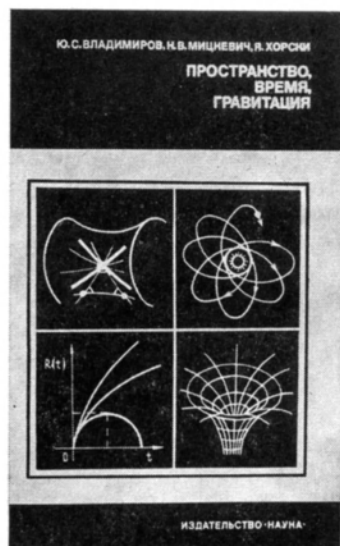 Ю. С. ВЛАДИМИРОВ, Н. В. МИЦКЕВИЧ, Я. ХОРСКИ
ПРОСТРАНСТВО,
ВРЕМЯ,
ГРАВИТАЦИЯ
R(t)
0
t
ИЗДАТЕЛЬСТВО «НАУКА»